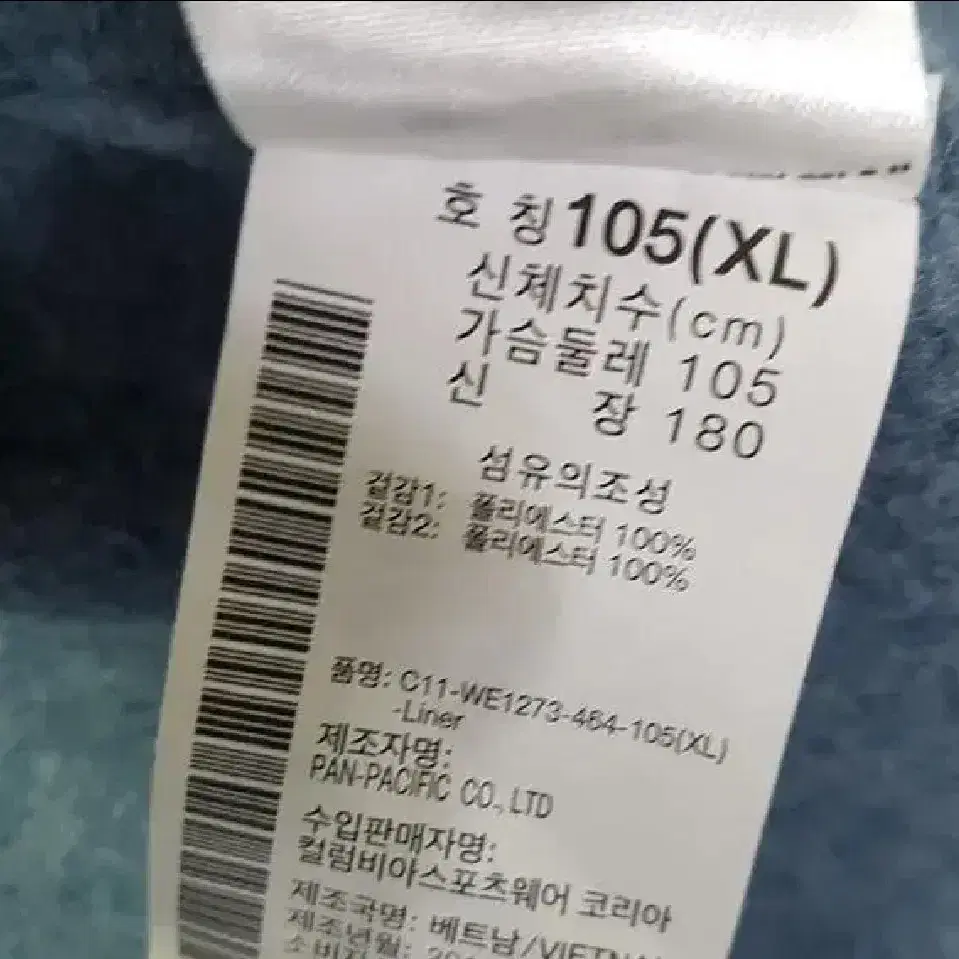 호 칭 105(XL)
신체치수(cm)
가슴둘레 105
신 장 180
섬유의조성
겉감1: 폴리에스터 100%
겉감2: 폴리에스터 100%
품명: C11-WE1273-464-105(XL)
-Liner
제조자명:
PAN-PACIFIC CO., LTD
수입판매자명:
컬럼비아스포츠웨어 코리아
제조국명: 베트남/VIETNAM
제조년월: